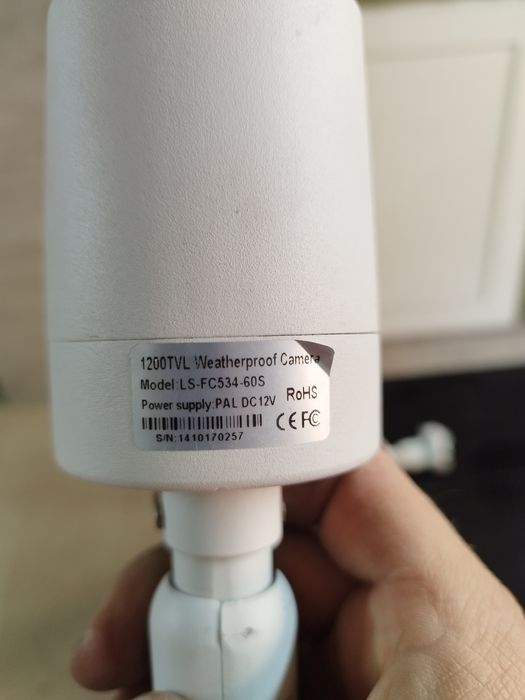 1200TVL Weatherproof Camera
Model:LS-FC534-60S
Power supply:PAL DC12V RoHS
CE FC
S/N:1410170257